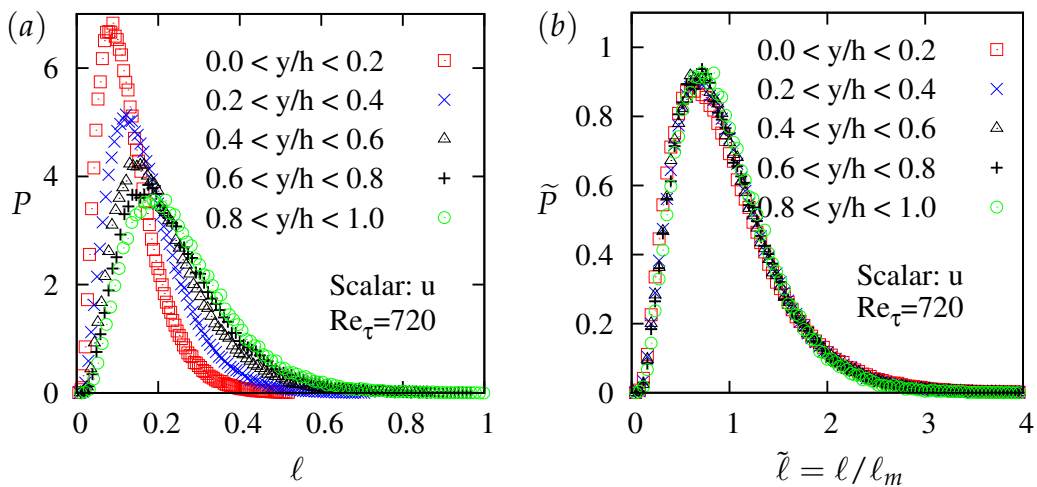 (a)
6
4
2
0
P
0.0 < y/h < 0.2
0.2 < y/h < 0.4
0.4 < y/h < 0.6
0.6 < y/h < 0.8
0.8 < y/h < 1.0
Scalar: u
Re_τ=720
0 0.2 0.4 0.6 0.8 1
ℓ
(b)
1
0.8
0.6
0.4
0.2
0
P̃
0.0 < y/h < 0.2
0.2 < y/h < 0.4
0.4 < y/h < 0.6
0.6 < y/h < 0.8
0.8 < y/h < 1.0
Scalar: u
Re_τ=720
0 1 2 3 4
ℓ̃ = ℓ/ℓ_m